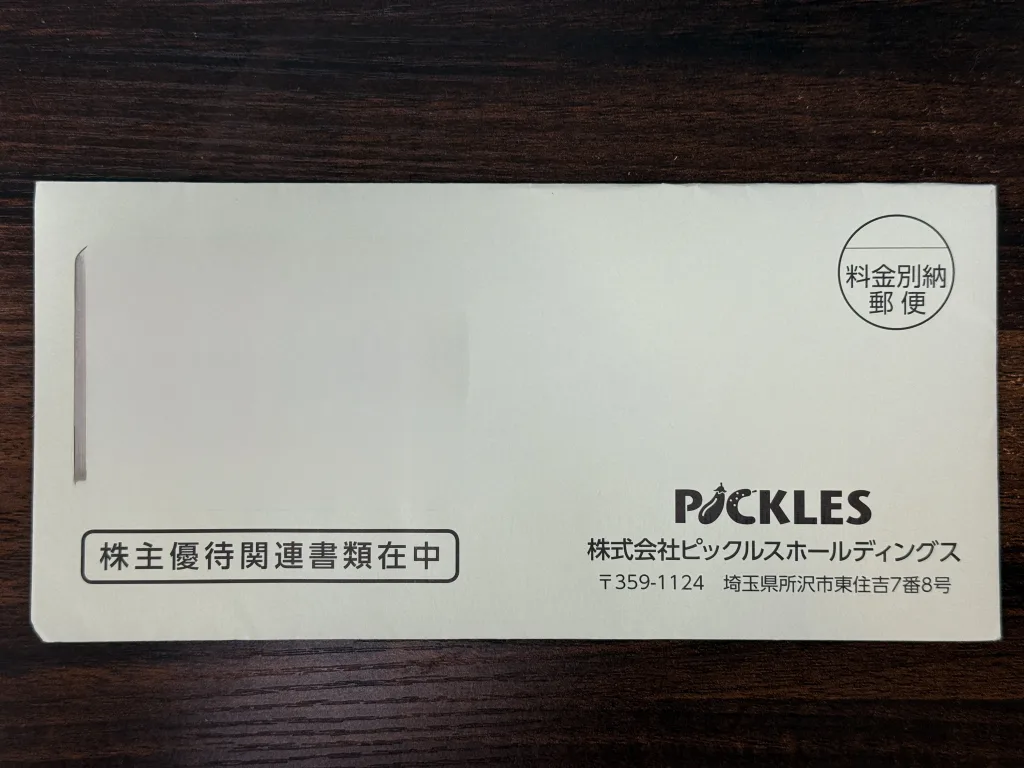 料金別納
郵便
PICKLES
株式会社ピックルスホールディングス
〒359-1124 埼玉県所沢市東住吉7番8号
株主優待関連書類在中